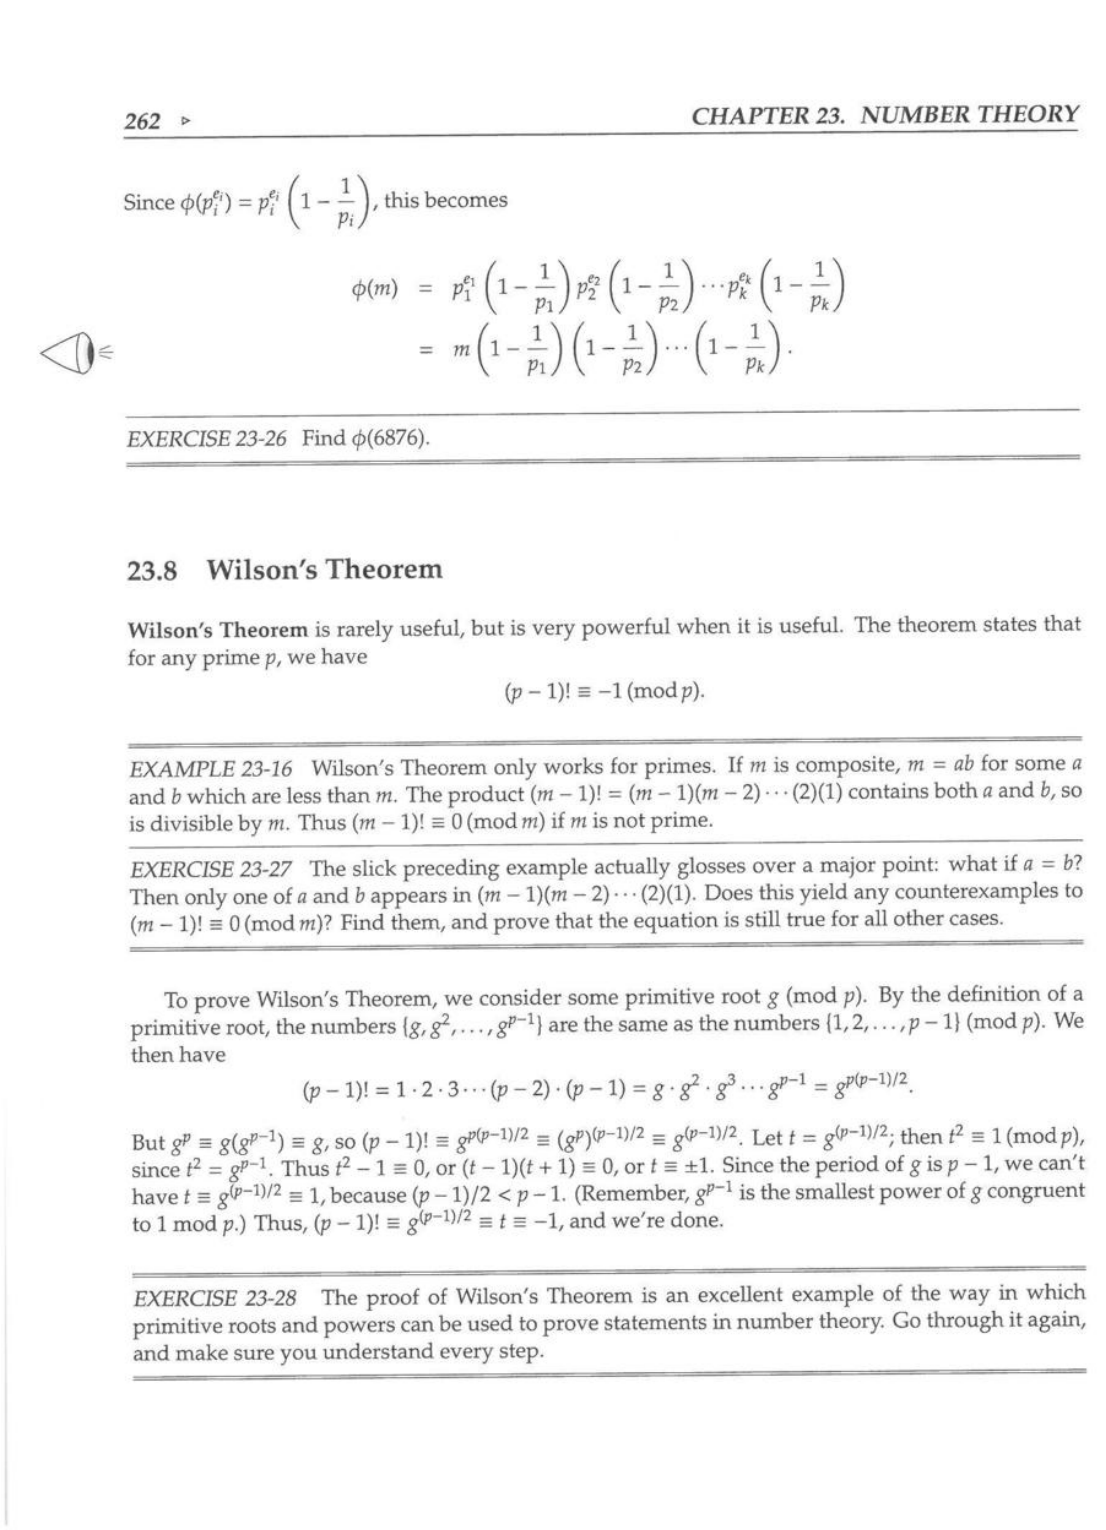 262 ▹ CHAPTER 23. NUMBER THEORY
Since ϕ(p_i^{e_i}) = p_i^{e_i} (1 − 1/p_i), this becomes
ϕ(m) = p_1^{e_1} (1 − 1/p_1) p_2^{e_2} (1 − 1/p_2) ⋯ p_k^{e_k} (1 − 1/p_k)
= m (1 − 1/p_1) (1 − 1/p_2) ⋯ (1 − 1/p_k).
EXERCISE 23-26 Find ϕ(6876).
23.8 Wilson's Theorem
Wilson's Theorem is rarely useful, but is very powerful when it is useful. The theorem states that
for any prime p, we have
(p − 1)! ≡ −1 (mod p).
EXAMPLE 23-16 Wilson's Theorem only works for primes. If m is composite, m = ab for some a
and b which are less than m. The product (m − 1)! = (m − 1)(m − 2) ⋯ (2)(1) contains both a and b, so
is divisible by m. Thus (m − 1)! ≡ 0 (mod m) if m is not prime.
EXERCISE 23-27 The slick preceding example actually glosses over a major point: what if a = b?
Then only one of a and b appears in (m − 1)(m − 2) ⋯ (2)(1). Does this yield any counterexamples to
(m − 1)! ≡ 0 (mod m)? Find them, and prove that the equation is still true for all other cases.
To prove Wilson's Theorem, we consider some primitive root g (mod p). By the definition of a
primitive root, the numbers {g, g^2, . . . , g^{p−1}} are the same as the numbers {1, 2, . . . , p − 1} (mod p). We
then have
(p − 1)! = 1 · 2 · 3 ⋯ (p − 2) · (p − 1) = g · g^2 · g^3 ⋯ g^{p−1} = g^{p(p−1)/2}.
But g^p ≡ g(g^{p−1}) ≡ g, so (p − 1)! ≡ g^{p(p−1)/2} ≡ (g^p)^{(p−1)/2} ≡ g^{(p−1)/2}. Let t = g^{(p−1)/2}; then t^2 ≡ 1 (mod p),
since t^2 = g^{p−1}. Thus t^2 − 1 ≡ 0, or (t − 1)(t + 1) ≡ 0, or t ≡ ±1. Since the period of g is p − 1, we can't
have t ≡ g^{(p−1)/2} ≡ 1, because (p − 1)/2 < p − 1. (Remember, g^{p−1} is the smallest power of g congruent
to 1 mod p.) Thus, (p − 1)! ≡ g^{(p−1)/2} ≡ t ≡ −1, and we're done.
EXERCISE 23-28 The proof of Wilson's Theorem is an excellent example of the way in which
primitive roots and powers can be used to prove statements in number theory. Go through it again,
and make sure you understand every step.